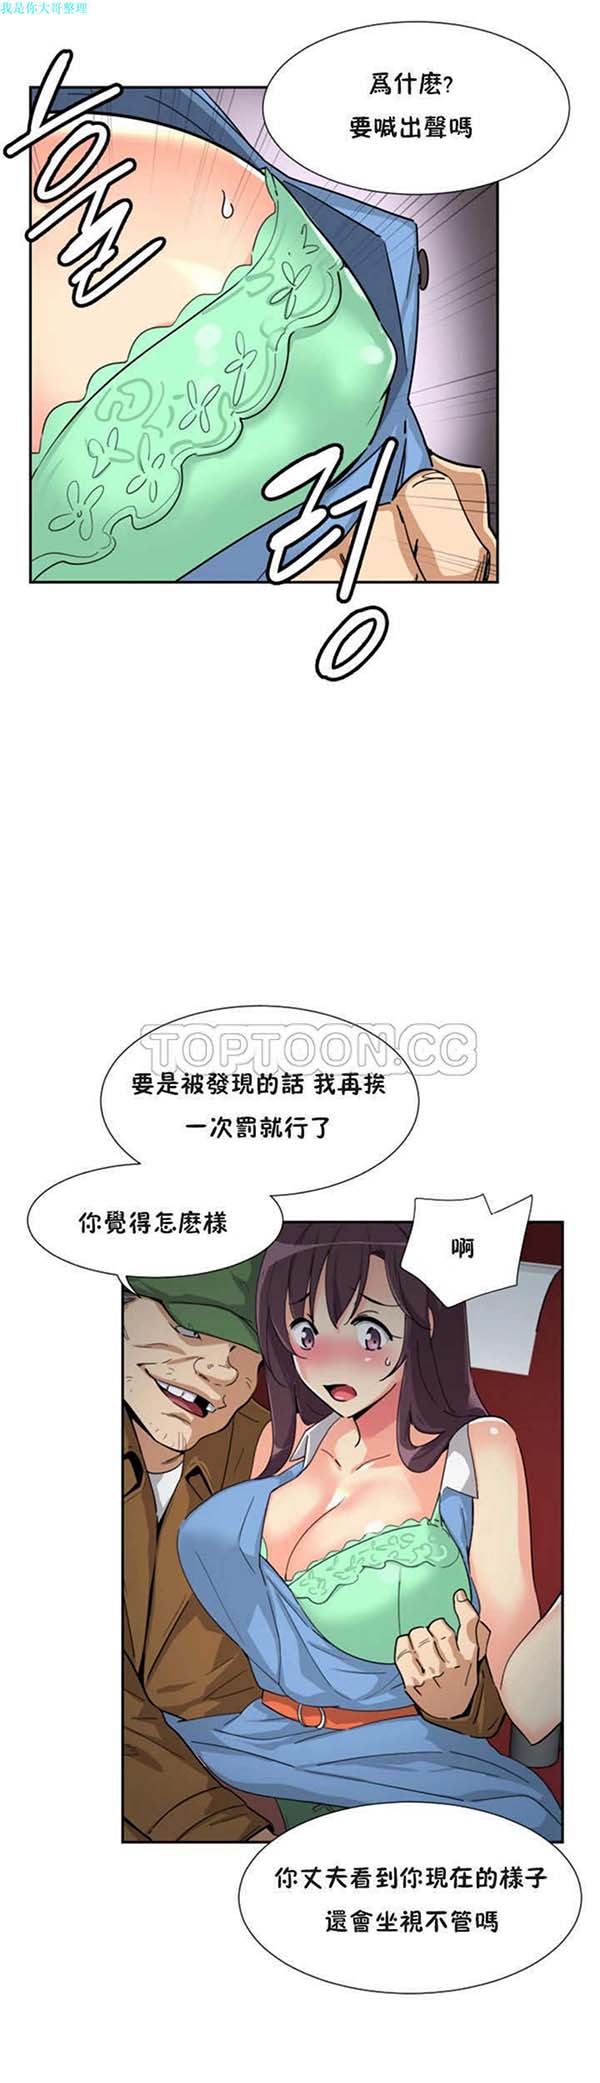 我是你大哥整理
爲什麽?
要喊出聲嗎
훌
렁
TOPTOON.CC
要是被發現的話 我再挨
一次罰就行了
你覺得怎麽樣
啊
你丈夫看到你現在的樣子
還會坐視不管嗎